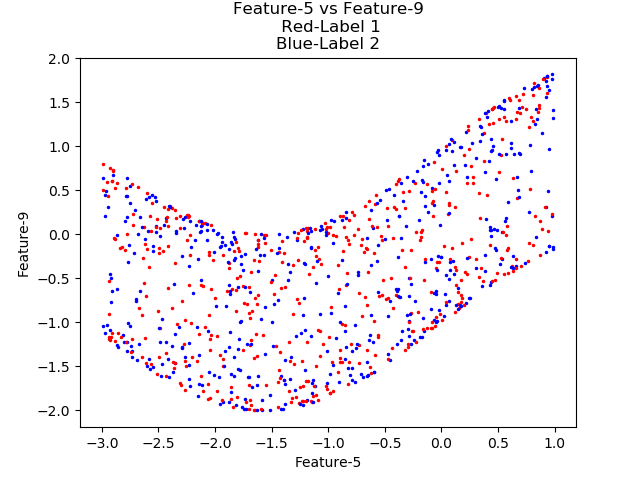 Feature-5 vs Feature-9
Red-Label 1
Blue-Label 2
2.0
1.5
1.0
0.5
0.0
−0.5
−1.0
−1.5
−2.0
Feature-9
−3.0 −2.5 −2.0 −1.5 −1.0 −0.5 0.0 0.5 1.0
Feature-5